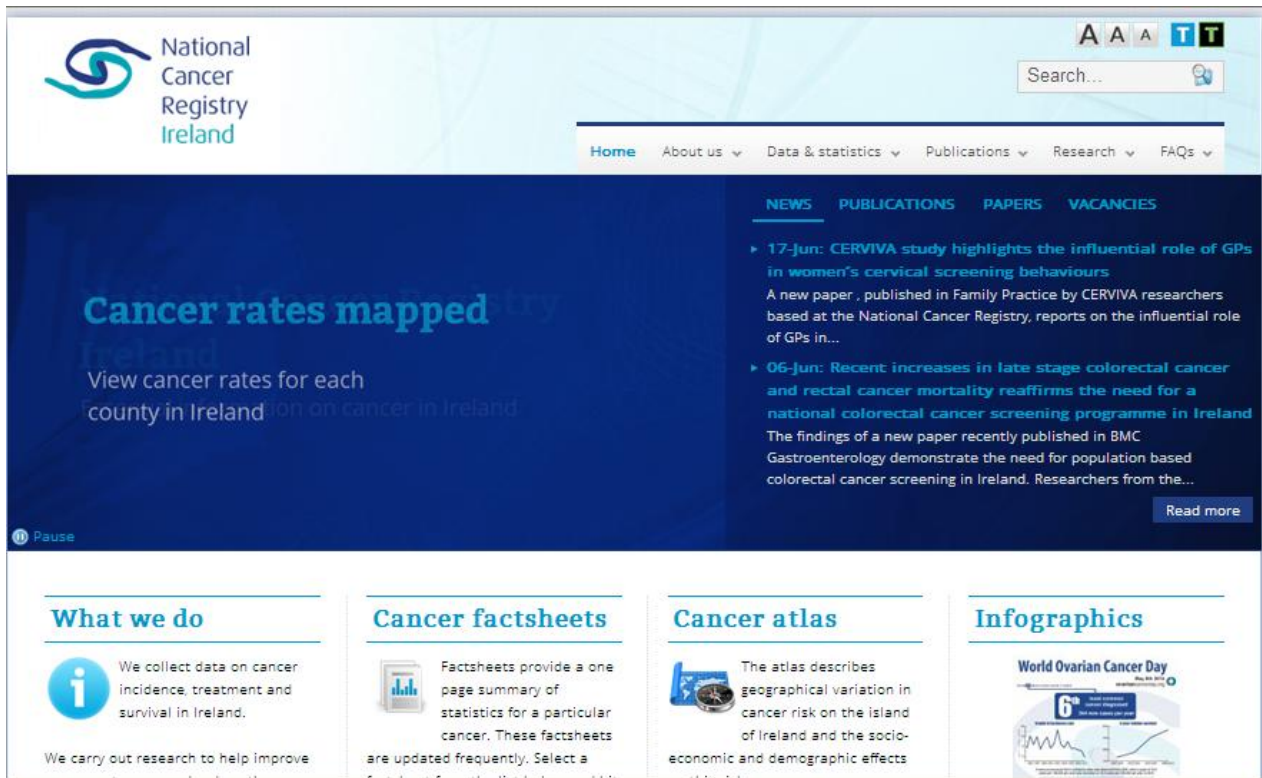 National
Cancer
Registry
Ireland
A A A T T
Search...
Home About us Data & statistics Publications Research FAQs
NEWS PUBLICATIONS PAPERS VACANCIES
Cancer rates mapped
View cancer rates for each
county in Ireland
17-Jun: CERVIVA study highlights the influential role of GPs
in women's cervical screening behaviours
A new paper , published in Family Practice by CERVIVA researchers
based at the National Cancer Registry, reports on the influential role
of GPs in...
06-Jun: Recent increases in late stage colorectal cancer
and rectal cancer mortality reaffirms the need for a
national colorectal cancer screening programme in Ireland
The findings of a new paper recently published in BMC
Gastroenterology demonstrate the need for population based
colorectal cancer screening in Ireland. Researchers from the...
Read more
Pause
What we do
We collect data on cancer
incidence, treatment and
survival in Ireland.
We carry out research to help improve
Cancer factsheets
Factsheets provide a one
page summary of
statistics for a particular
cancer. These factsheets
are updated frequently. Select a
Cancer atlas
The atlas describes
geographical variation in
cancer risk on the island
of Ireland and the socio-
economic and demographic effects
Infographics
World Ovarian Cancer Day
6th